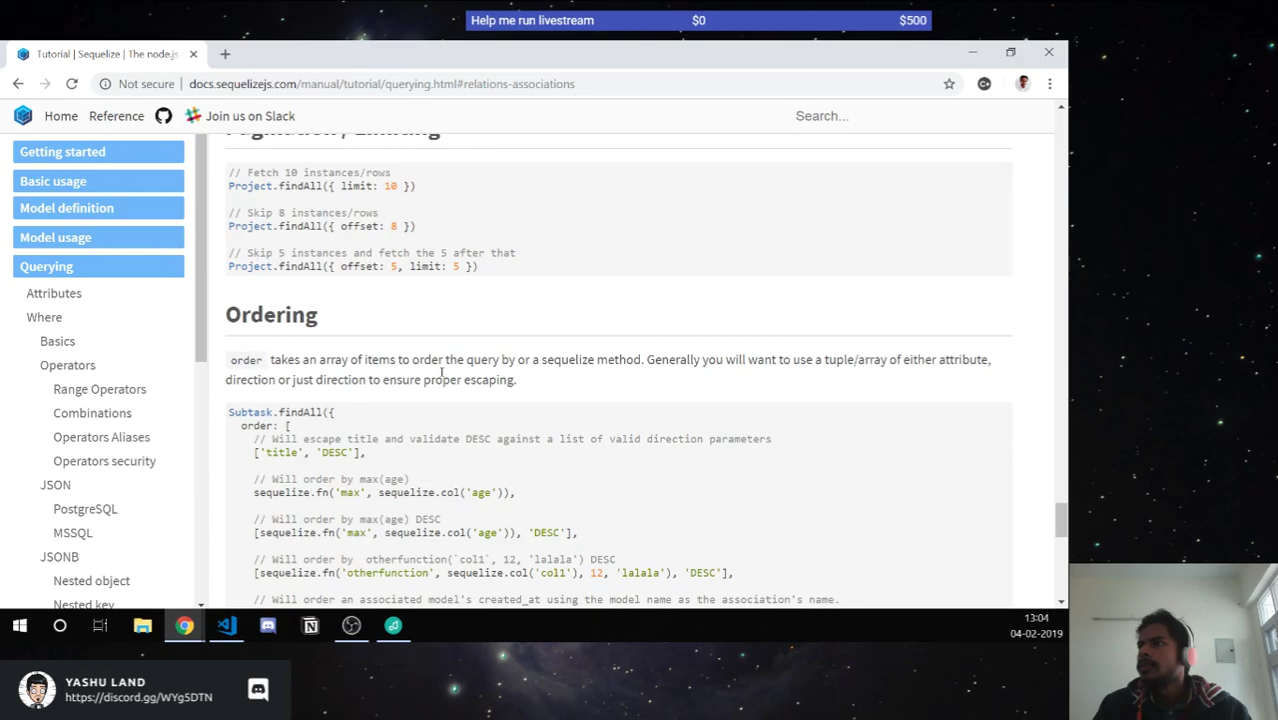 Help me run livestream $0 $500
Tutorial | Sequelize | The node.js
Not secure docs.sequelizejs.com/manual/tutorial/querying.html#relations-associations
Home Reference Join us on Slack Search...
Getting started
Basic usage
Model definition
Model usage
Querying
Attributes
Where
Basics
Operators
Range Operators
Combinations
Operators Aliases
Operators security
JSON
PostgreSQL
MSSQL
JSONB
Nested object
Nested key
Pagination / Limiting
// Fetch 10 instances/rows
Project.findAll({ limit: 10 })
// Skip 8 instances/rows
Project.findAll({ offset: 8 })
// Skip 5 instances and fetch the 5 after that
Project.findAll({ offset: 5, limit: 5 })
Ordering
order takes an array of items to order the query by or a sequelize method. Generally you will want to use a tuple/array of either attribute,
direction or just direction to ensure proper escaping.
Subtask.findAll({
order: [
// Will escape title and validate DESC against a list of valid direction parameters
['title', 'DESC'],
// Will order by max(age)
sequelize.fn('max', sequelize.col('age')),
// Will order by max(age) DESC
[sequelize.fn('max', sequelize.col('age')), 'DESC'],
// Will order by  otherfunction(`col1`, 12, 'lalala') DESC
[sequelize.fn('otherfunction', sequelize.col('col1'), 12, 'lalala'), 'DESC'],
// Will order an associated model's created_at using the model name as the association's name.
13:04
04-02-2019
YASHU LAND
https://discord.gg/WYg5DTN